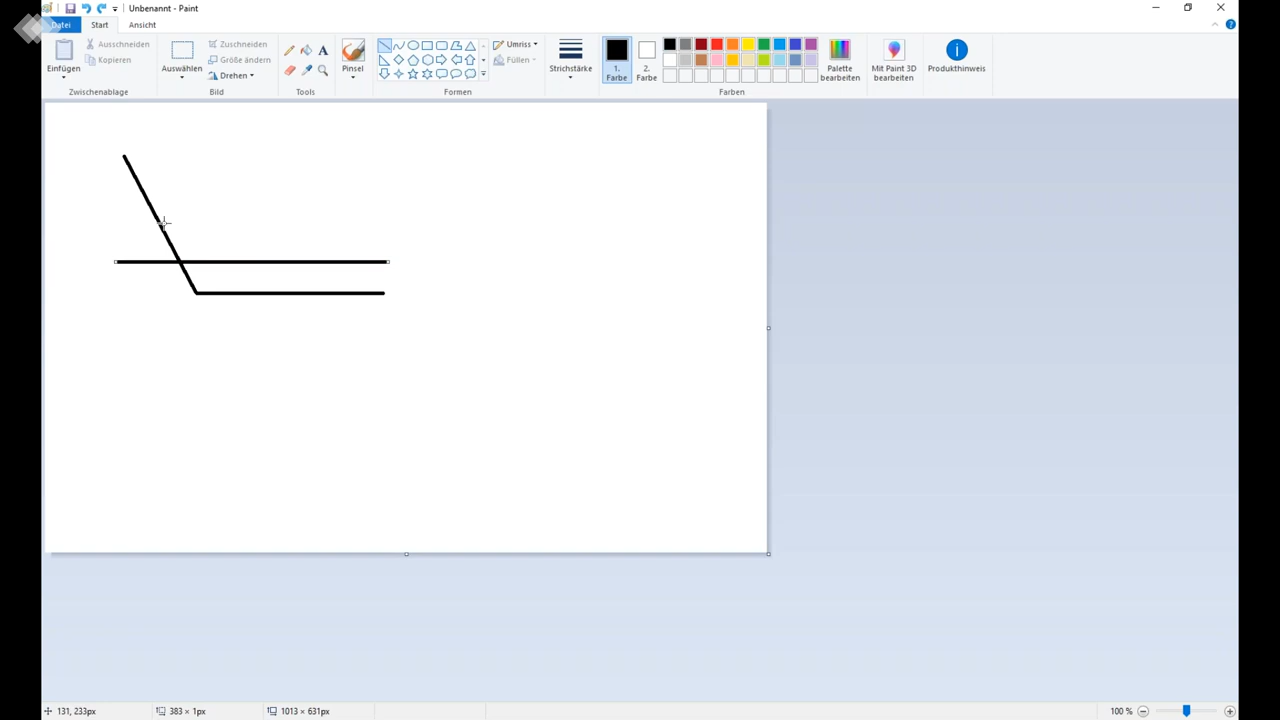 Unbenannt - Paint
Datei Start Ansicht
Einfügen
Ausschneiden
Kopieren
Zwischenablage
Auswählen
Zuschneiden
Größe ändern
Drehen
Bild
Tools
Pinsel
Umriss
Füllen
Formen
Strichstärke
1.
Farbe
2.
Farbe
Palette
bearbeiten
Farben
Mit Paint 3D
bearbeiten
Produkthinweis
131, 233px 383 × 1px 1013 × 631px 100 %